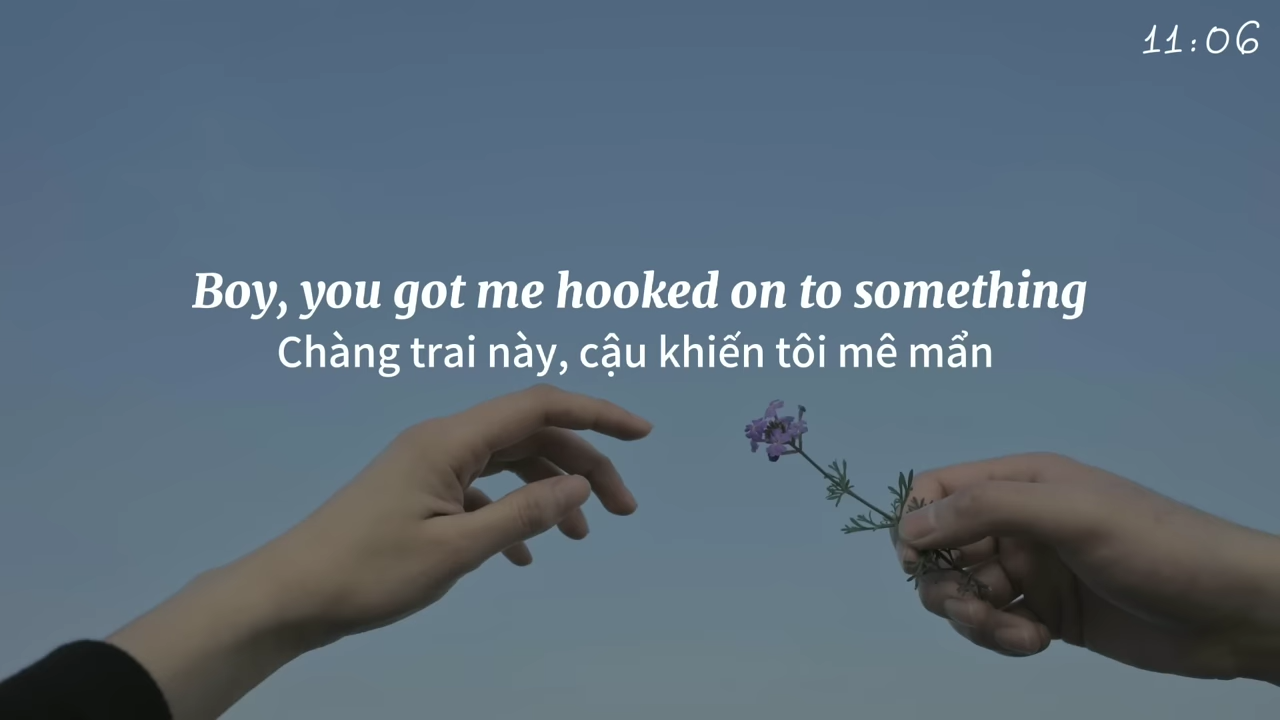 11:06
Boy, you got me hooked on to something
Chàng trai này, cậu khiến tôi mê mẩn